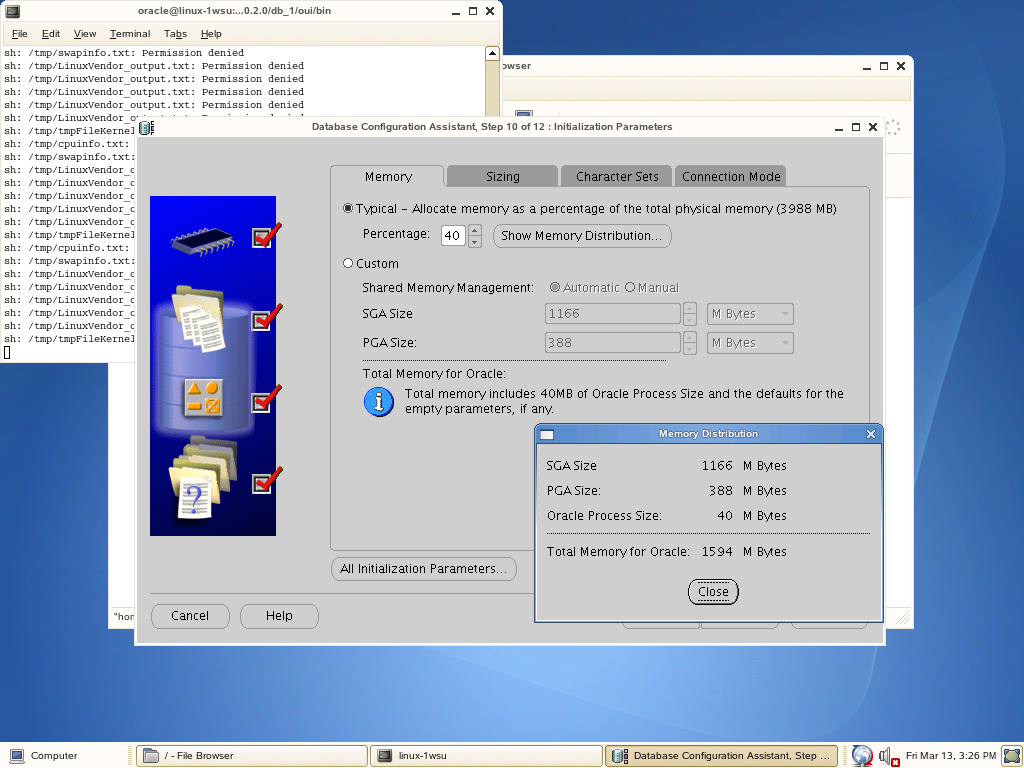 oracle@linux-1wsu:...0.2.0/db_1/oui/bin
File Edit View Terminal Tabs Help
sh: /tmp/swapinfo.txt: Permission denied
sh: /tmp/LinuxVendor_output.txt: Permission denied
sh: /tmp/LinuxVendor_output.txt: Permission denied
sh: /tmp/LinuxVendor_output.txt: Permission denied
sh: /tmp/LinuxVendor_output.txt: Permission denied
sh: /tmp/LinuxVendor_o
sh: /tmp/tmpFileKernel
sh: /tmp/cpuinfo.txt:
sh: /tmp/swapinfo.txt:
sh: /tmp/LinuxVendor_o
sh: /tmp/LinuxVendor_o
sh: /tmp/LinuxVendor_o
sh: /tmp/LinuxVendor_o
sh: /tmp/LinuxVendor_o
sh: /tmp/tmpFileKernel
sh: /tmp/cpuinfo.txt:
sh: /tmp/swapinfo.txt:
sh: /tmp/LinuxVendor_o
sh: /tmp/LinuxVendor_o
sh: /tmp/LinuxVendor_o
sh: /tmp/LinuxVendor_o
sh: /tmp/LinuxVendor_o
sh: /tmp/tmpFileKernel
owser
Database Configuration Assistant, Step 10 of 12 : Initialization Parameters
Memory Sizing Character Sets Connection Mode
Typical – Allocate memory as a percentage of the total physical memory (3988 MB)
Percentage: 40 Show Memory Distribution...
Custom
Shared Memory Management: Automatic Manual
SGA Size 1166 M Bytes
PGA Size: 388 M Bytes
Total Memory for Oracle:
Total memory includes 40MB of Oracle Process Size and the defaults for the
empty parameters, if any.
All Initialization Parameters...
Cancel Help
Memory Distribution
SGA Size 1166 M Bytes
PGA Size: 388 M Bytes
Oracle Process Size: 40 M Bytes
Total Memory for Oracle: 1594 M Bytes
Close
"hon
Computer / - File Browser linux-1wsu Database Configuration Assistant, Step ... Fri Mar 13, 3:26 PM